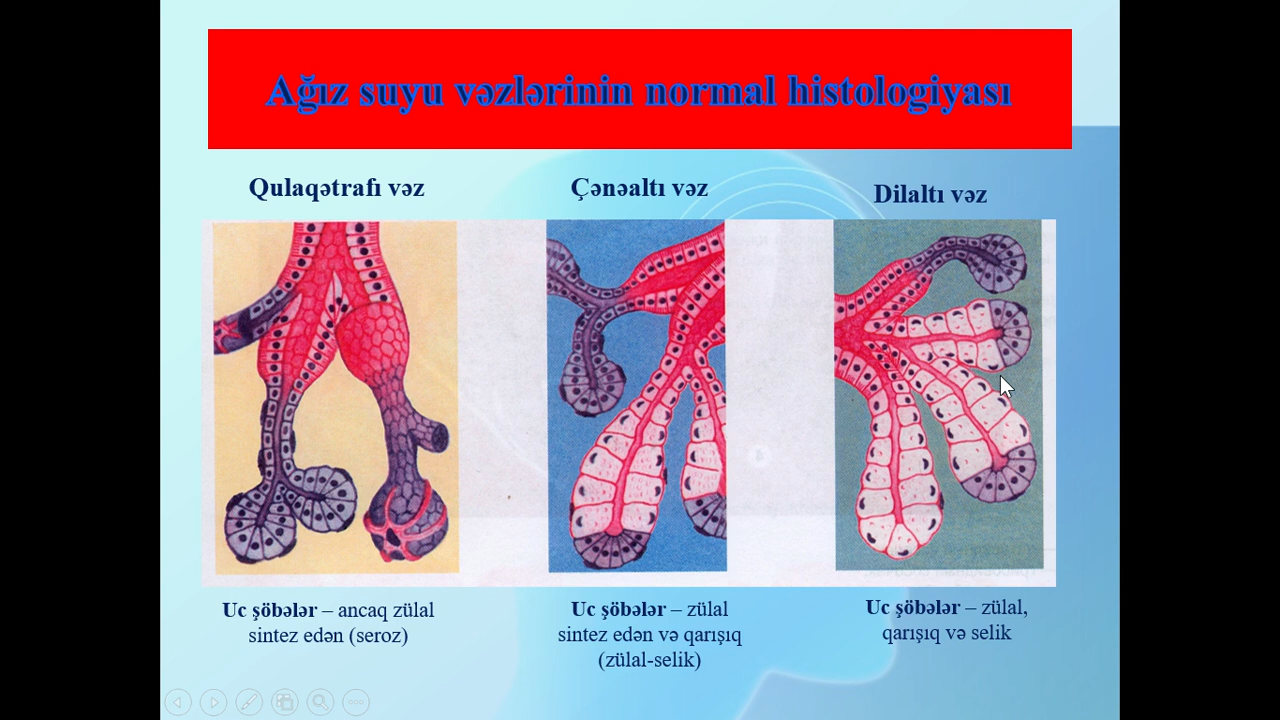 Ağız suyu vəzlərinin normal histologiyası
Qulaqətrafı vəz
Çənəaltı vəz
Dilaltı vəz
Uc şöbələr – ancaq zülal
sintez edən (seroz)
Uc şöbələr – zülal
sintez edən və qarışıq
(zülal-selik)
Uc şöbələr – zülal,
qarışıq və selik